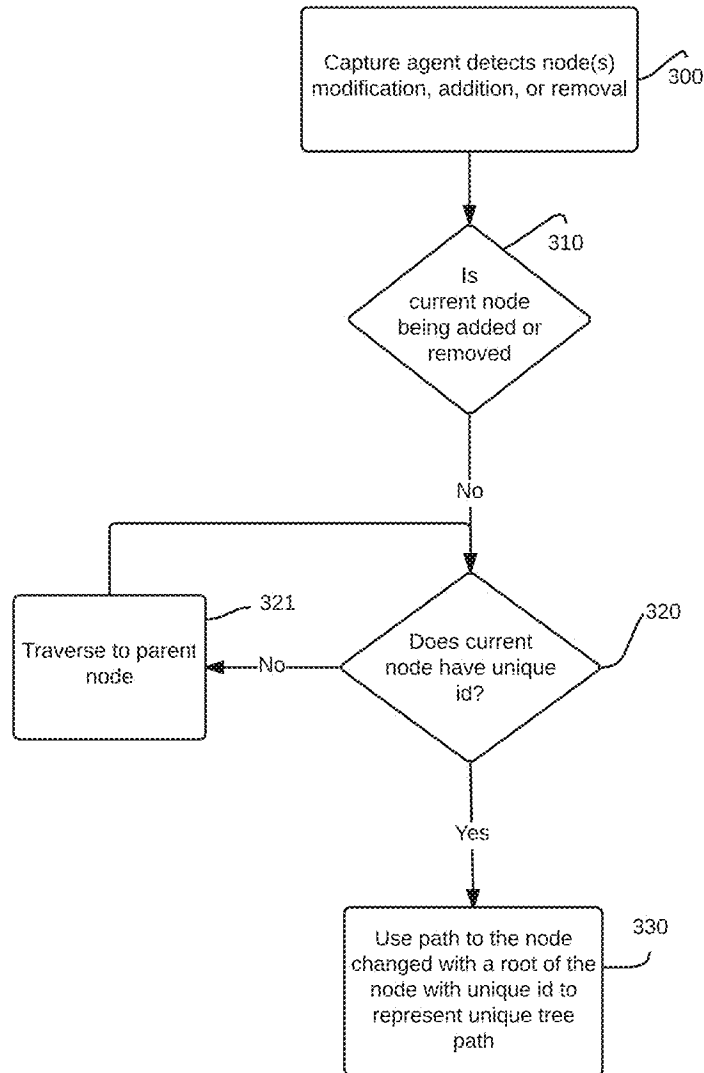 Capture agent detects node(s)
modification, addition, or removal
300
310
Is
current node
being added or
removed
No
321
320
Traverse to parent
node
No
Does current
node have unique
id?
Yes
330
Use path to the node
changed with a root of the
node with unique id to
represent unique tree
path